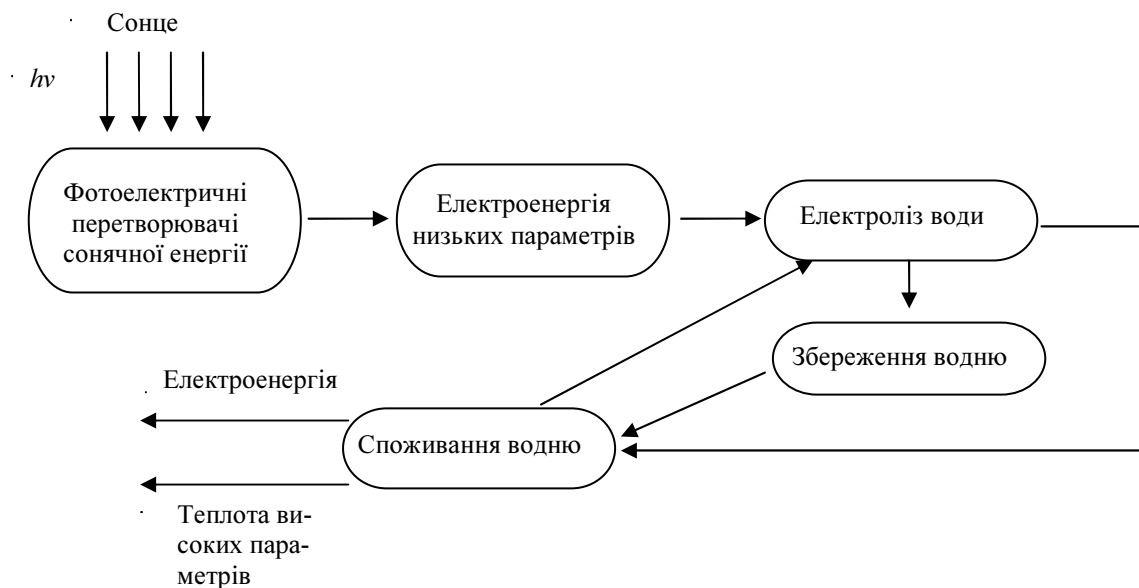 Сонце
hν
Фотоелектричні
перетворювачі
сонячної енергії
Електроенергія
низьких параметрів
Електроліз води
Збереження водню
Електроенергія
Споживання водню
Теплота ви-
соких пара-
метрів